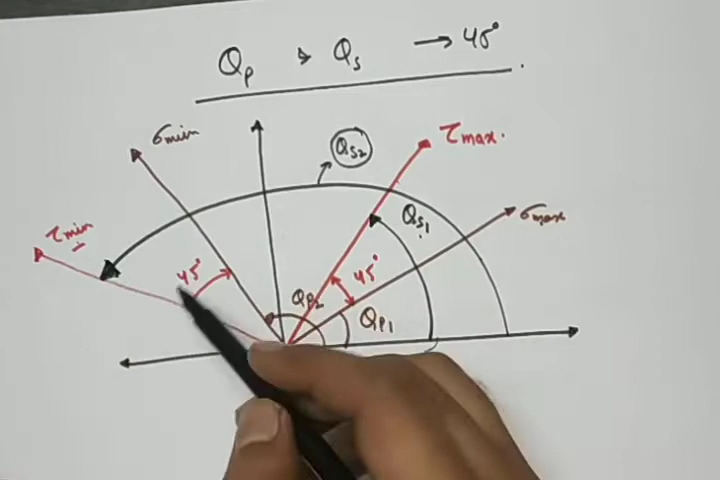 Qp → Qs → 45°
σmin
Qs2
τmax.
τmin
Qs1
σmax
45°
45°
Qp2
Qp1